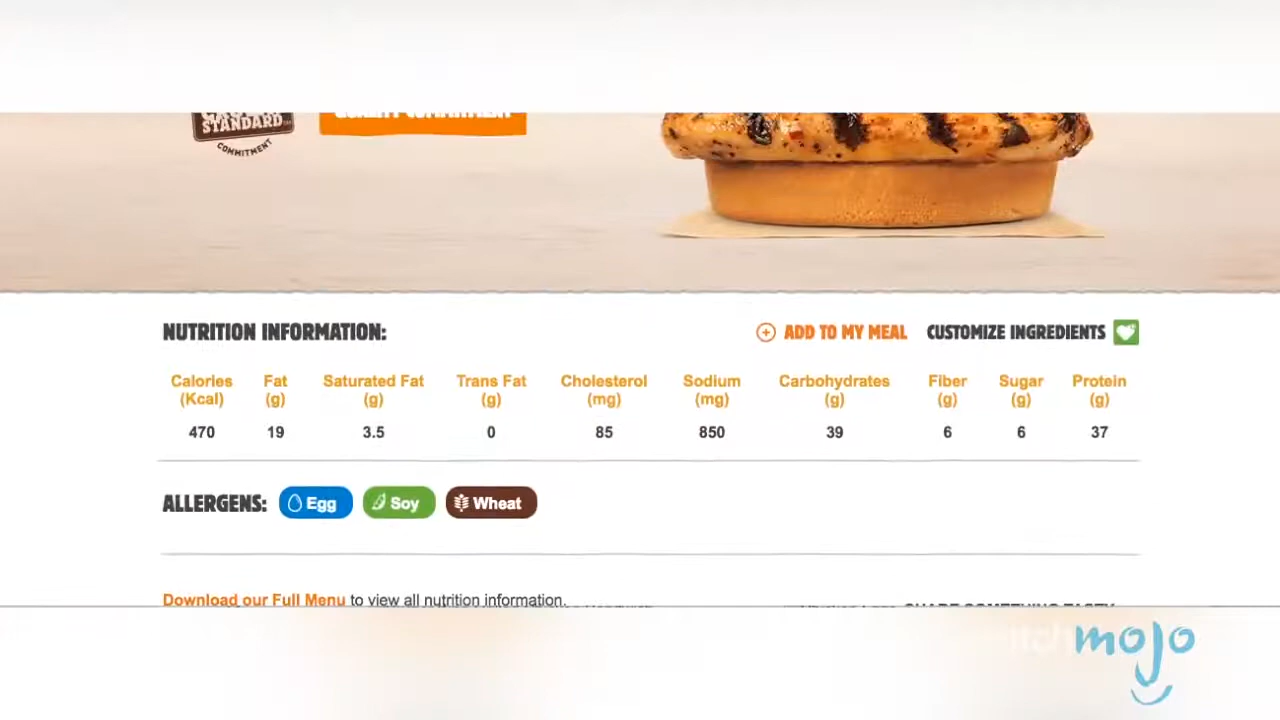 STANDARD
COMMITMENT
NUTRITION INFORMATION:
ADD TO MY MEAL
CUSTOMIZE INGREDIENTS
Calories Fat Saturated Fat Trans Fat Cholesterol Sodium Carbohydrates Fiber Sugar Protein
(Kcal) (g) (g) (g) (mg) (mg) (g) (g) (g) (g)
470 19 3.5 0 85 850 39 6 6 37
ALLERGENS: Egg Soy Wheat
Download our Full Menu to view all nutrition information.
mojo